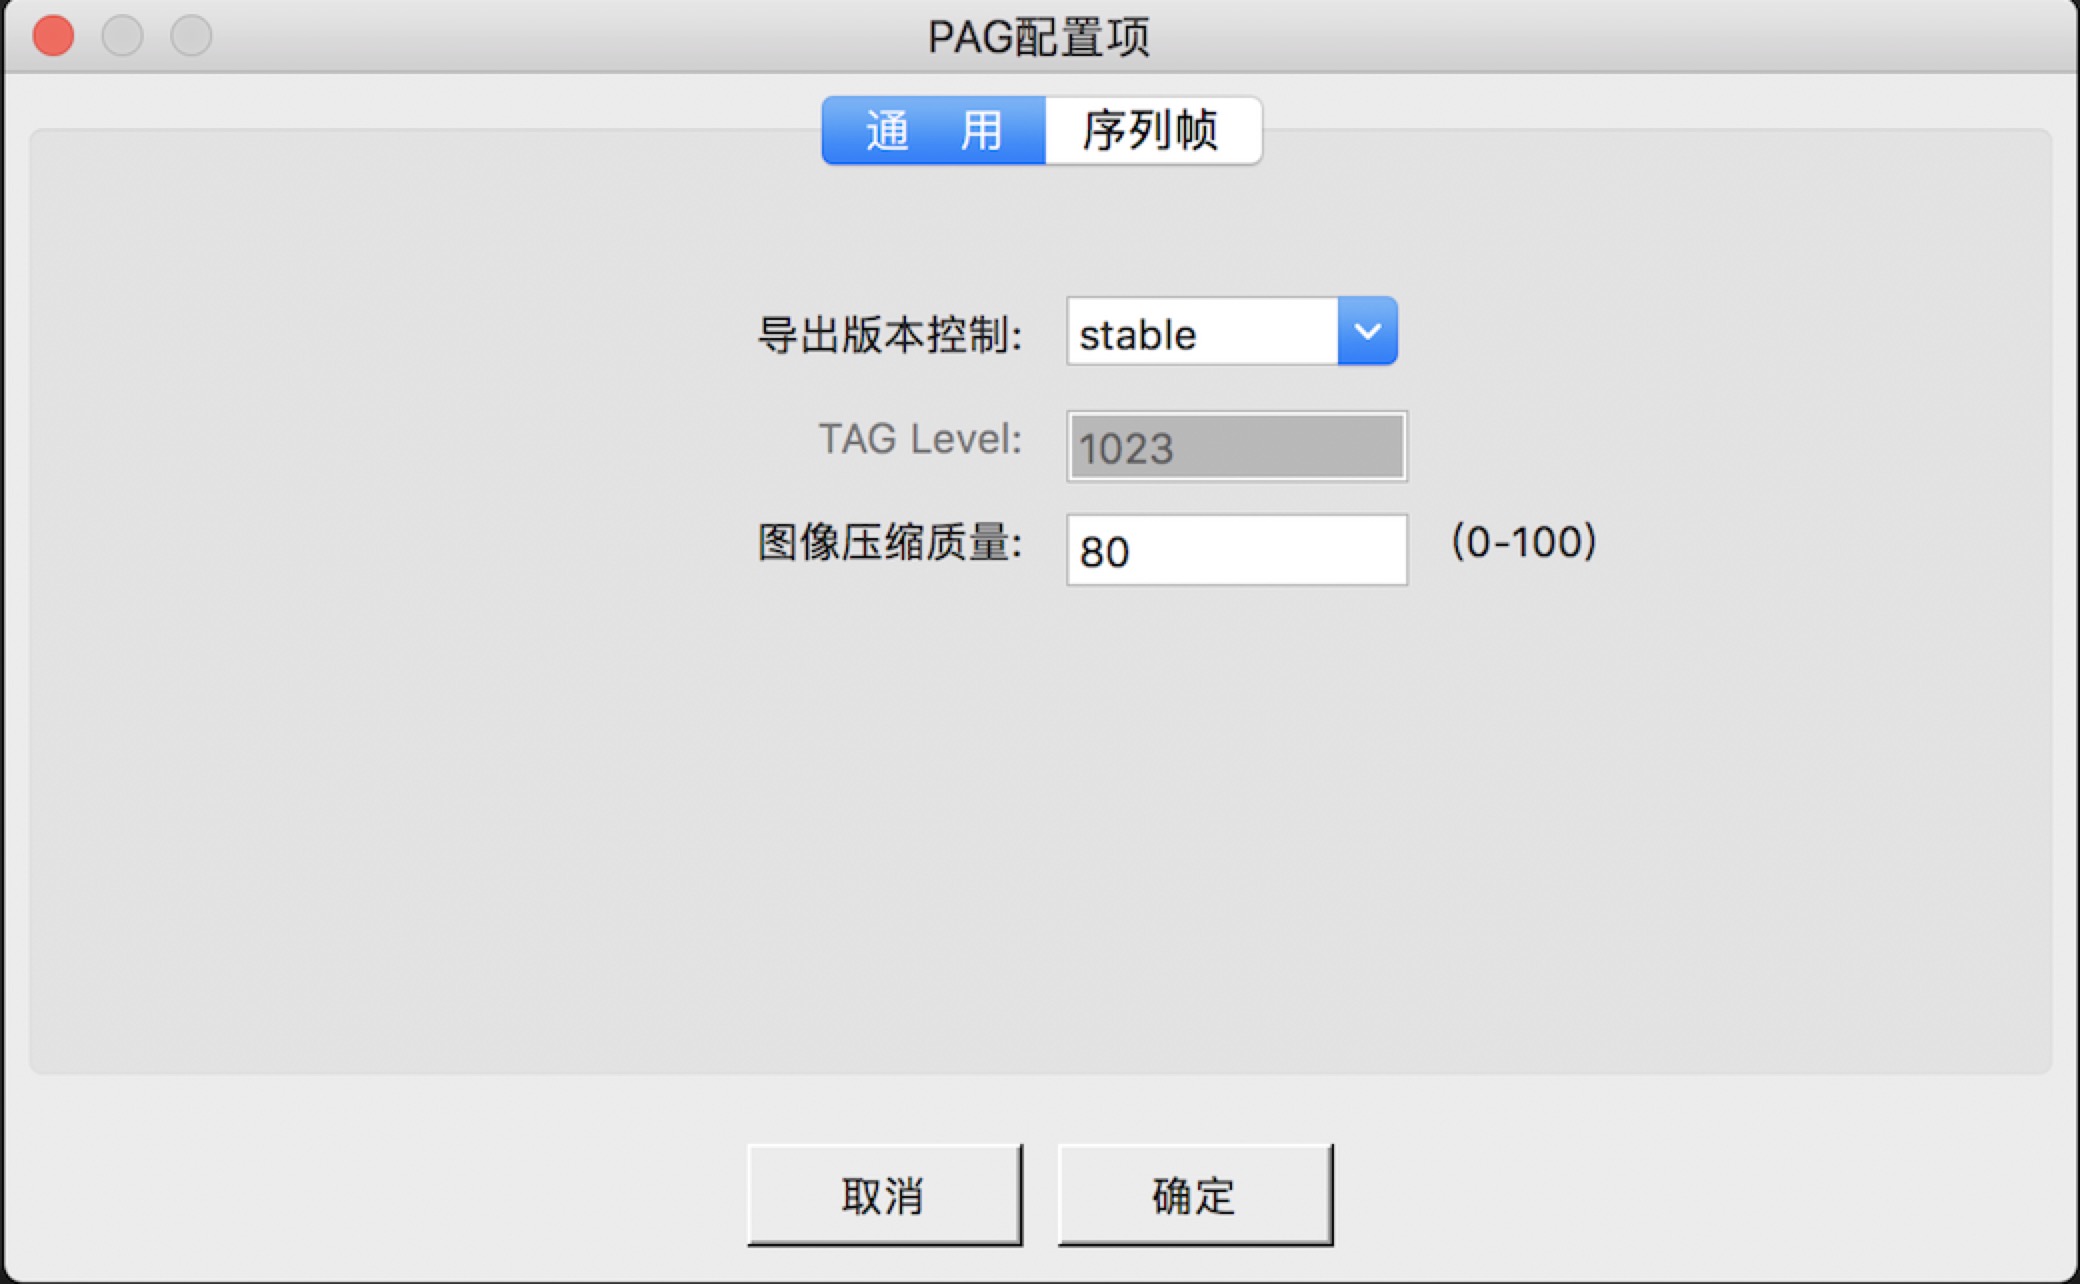 PAG配置项
通 用 序列帧
导出版本控制: stable
TAG Level: 1023
图像压缩质量: 80 (0-100)
取消 确定